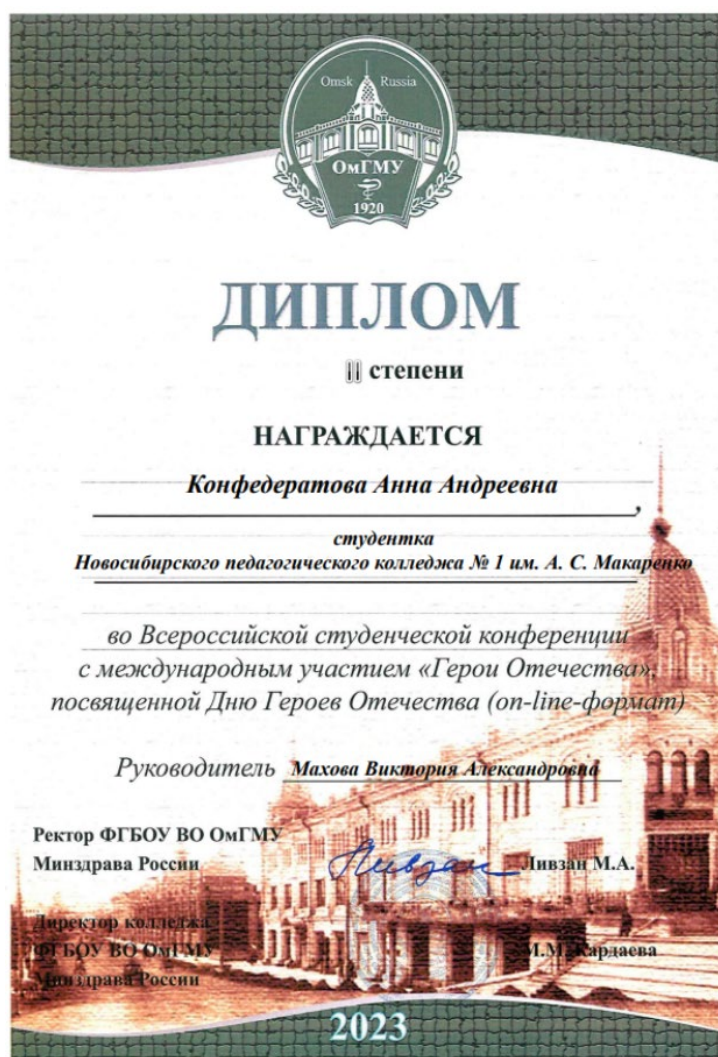 Omsk Russia
ОмГМУ
1920
ДИПЛОМ
II степени
НАГРАЖДАЕТСЯ
Конфедератова Анна Андреевна,
студентка
Новосибирского педагогического колледжа № 1 им. А. С. Макаренко
во Всероссийской студенческой конференции
с международным участием «Герои Отечества»,
посвященной Дню Героев Отечества (on-line-формат)
Руководитель Махова Виктория Александровна
Ректор ФГБОУ ВО ОмГМУ
Минздрава России Ливзан Ливзан М.А.
Директор колледжа
ФГБОУ ВО ОмГМУ М.М. Кардаева
Минздрава России
2023